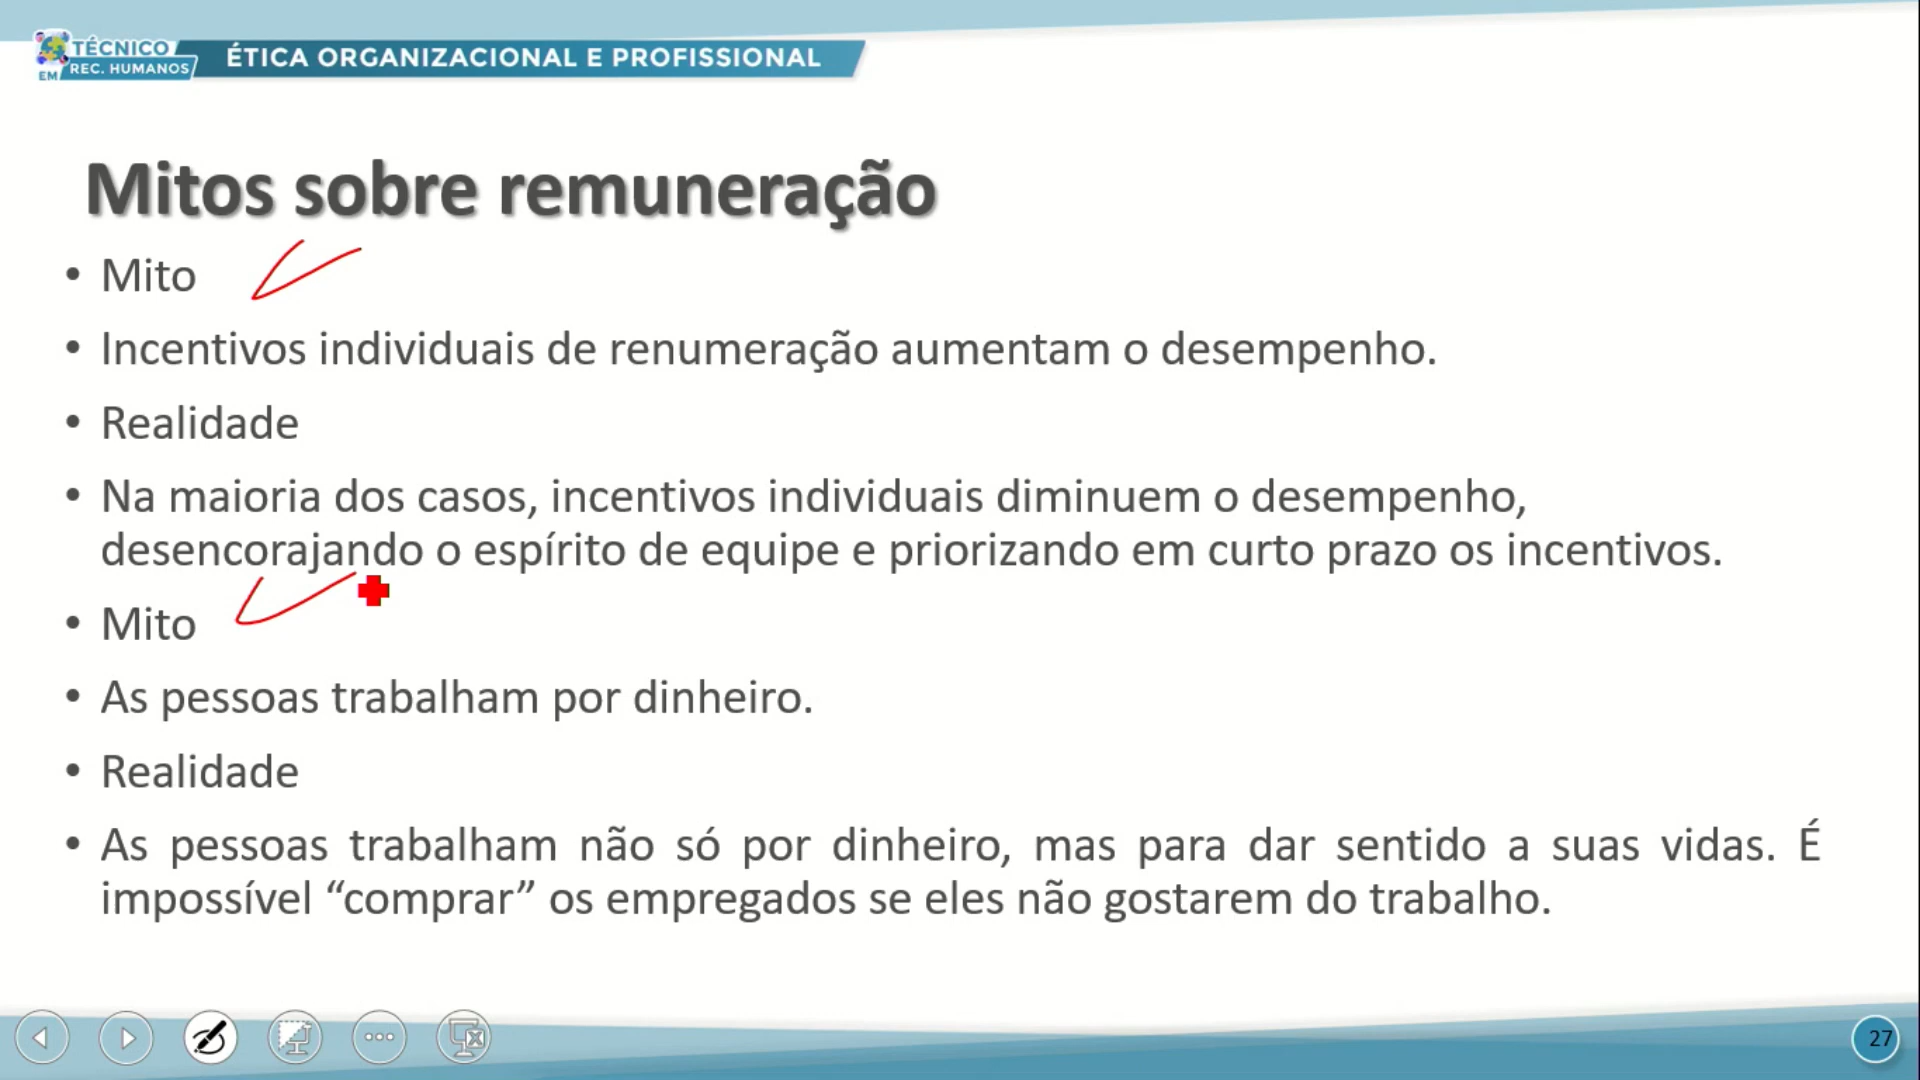 TÉCNICO
EM REC. HUMANOS
ÉTICA ORGANIZACIONAL E PROFISSIONAL
Mitos sobre remuneração
• Mito
• Incentivos individuais de renumeração aumentam o desempenho.
• Realidade
• Na maioria dos casos, incentivos individuais diminuem o desempenho,
desencorajando o espírito de equipe e priorizando em curto prazo os incentivos.
• Mito
• As pessoas trabalham por dinheiro.
• Realidade
• As pessoas trabalham não só por dinheiro, mas para dar sentido a suas vidas. É
impossível “comprar” os empregados se eles não gostarem do trabalho.
27